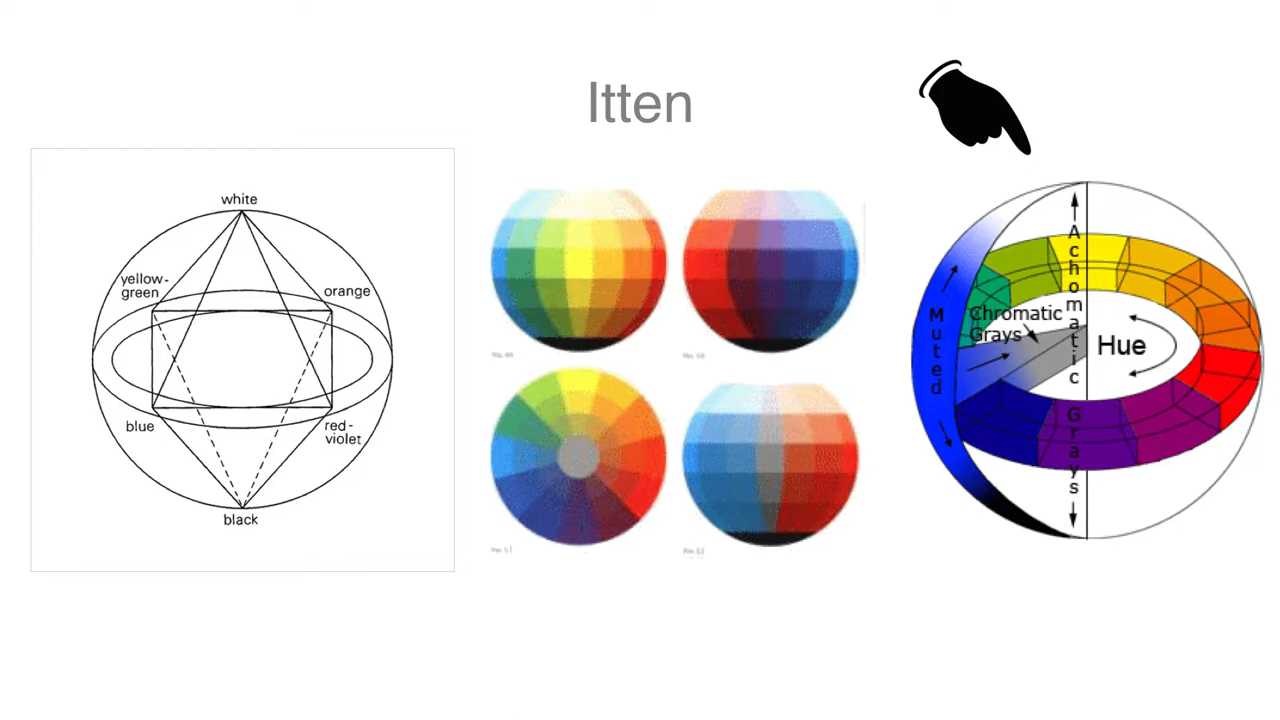 Itten
white
yellow-
green
orange
blue
red-
violet
black
Muted
Chromatic
Grays
Achromatic
Grays
Hue